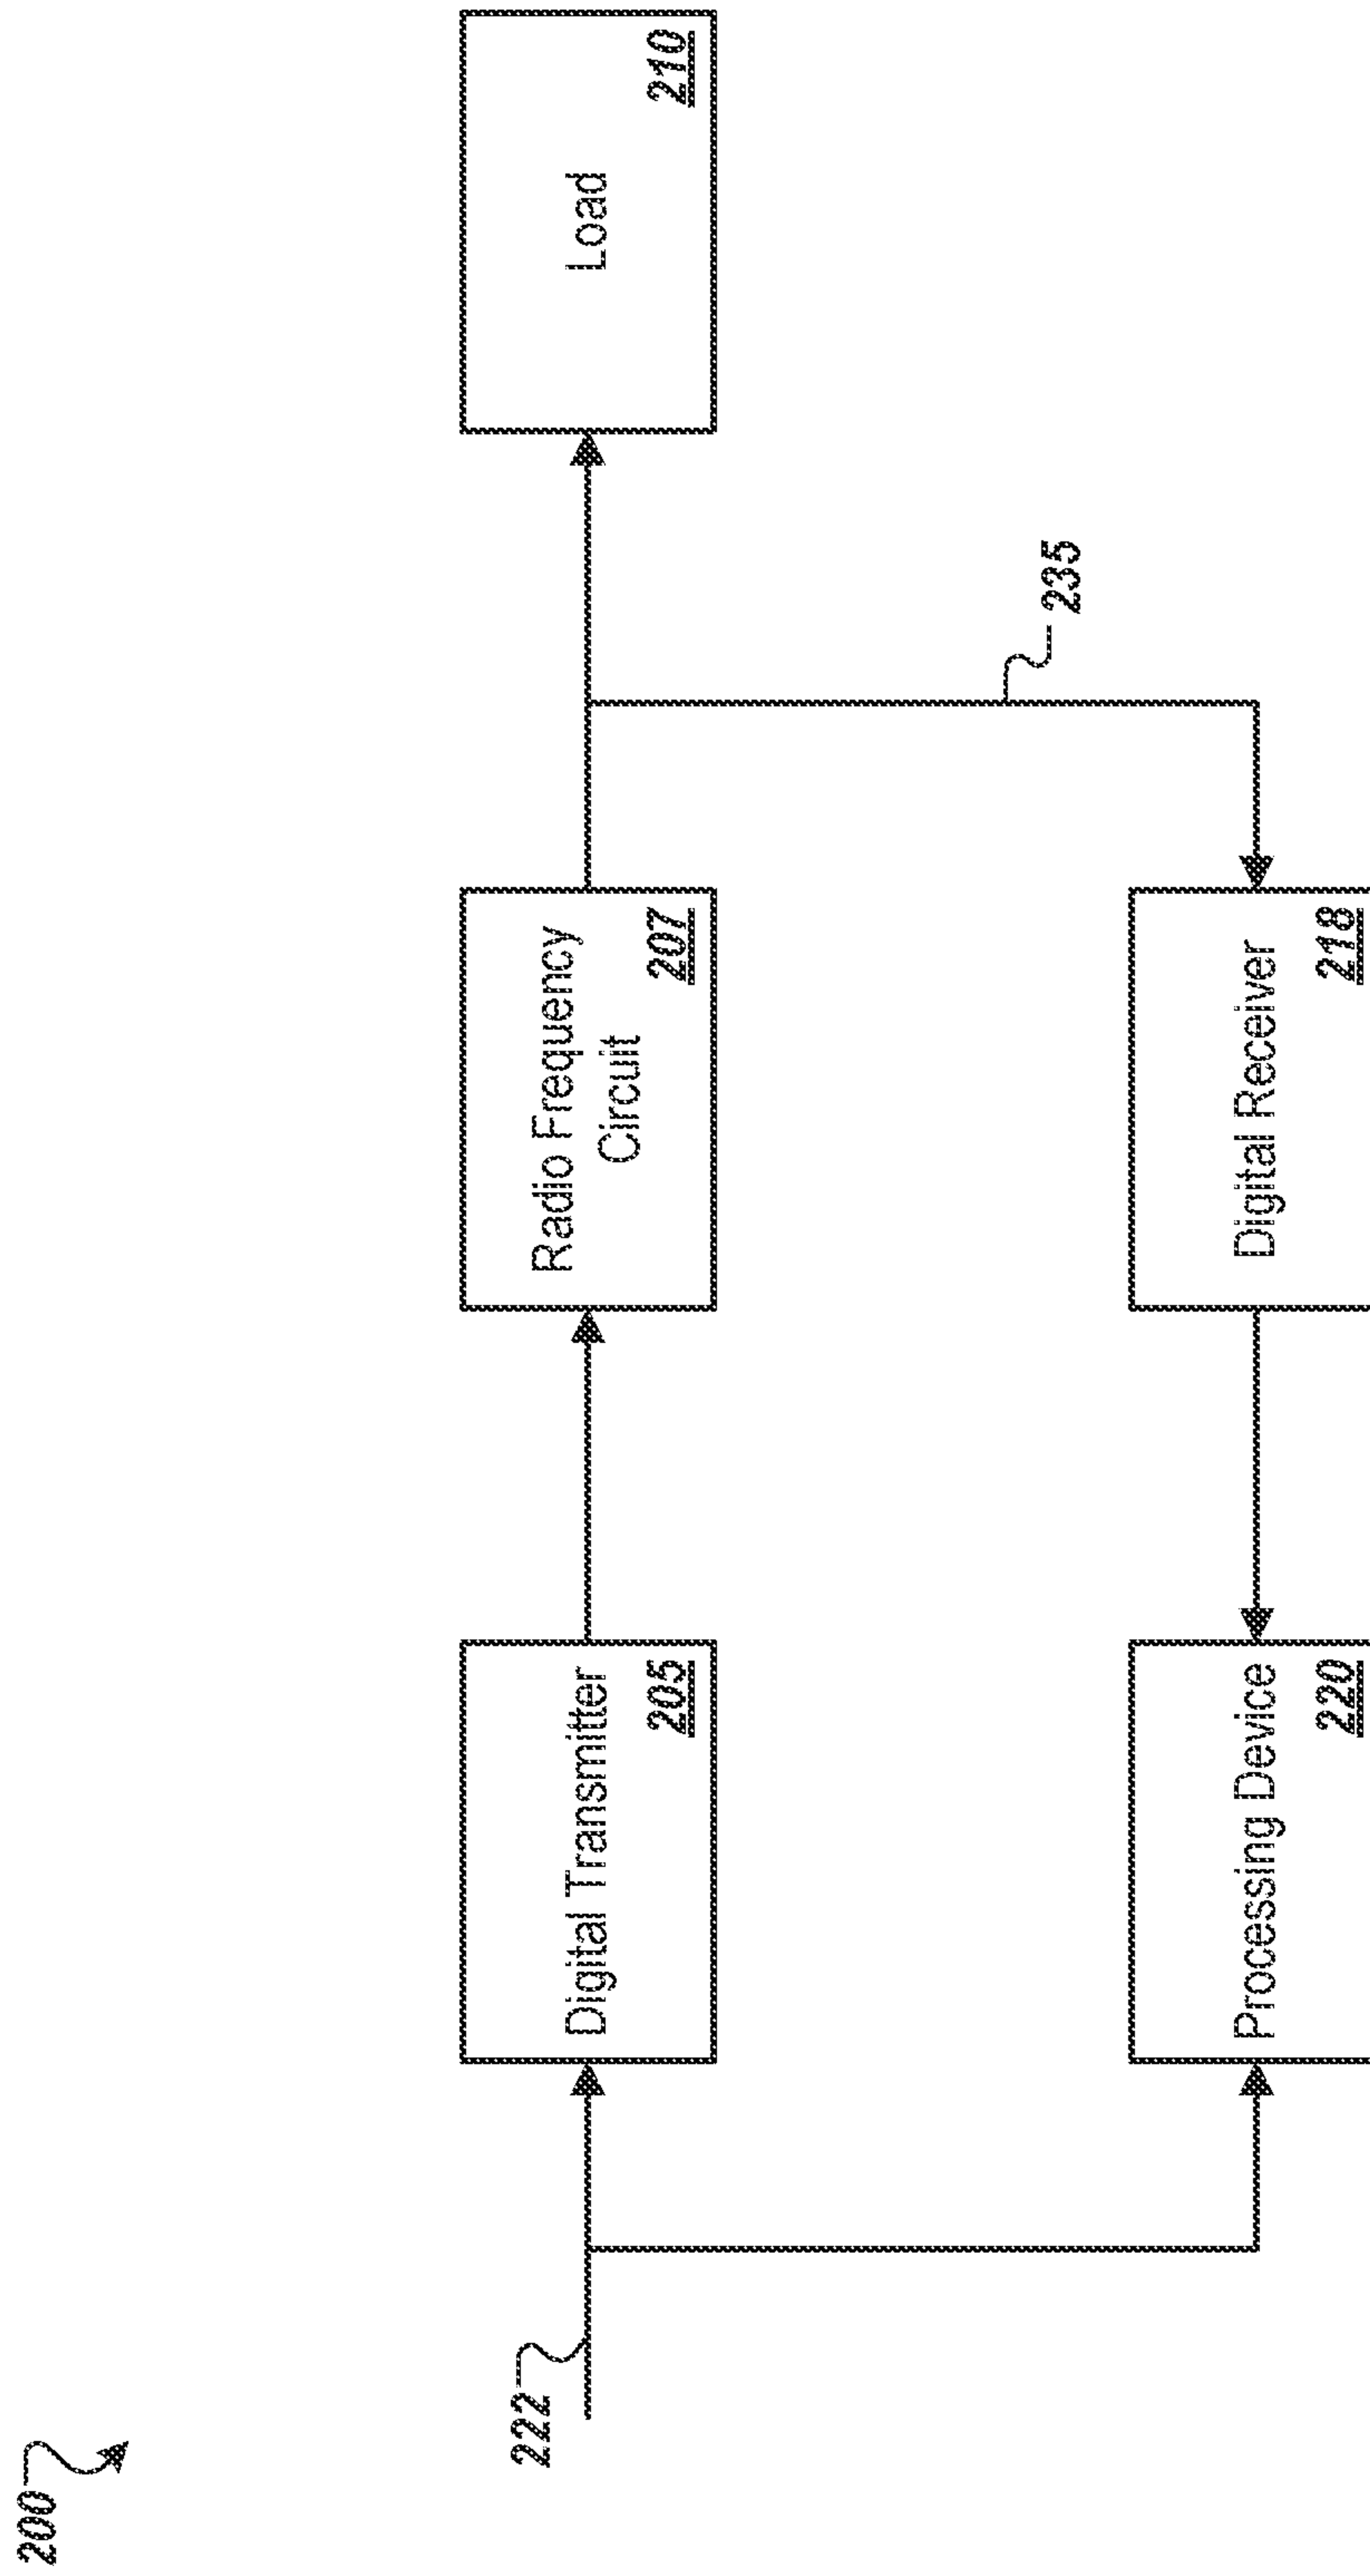 200
222
Digital Transmitter
205
Radio Frequency
Circuit
207
Load
210
235
Processing Device
220
Digital Receiver
218